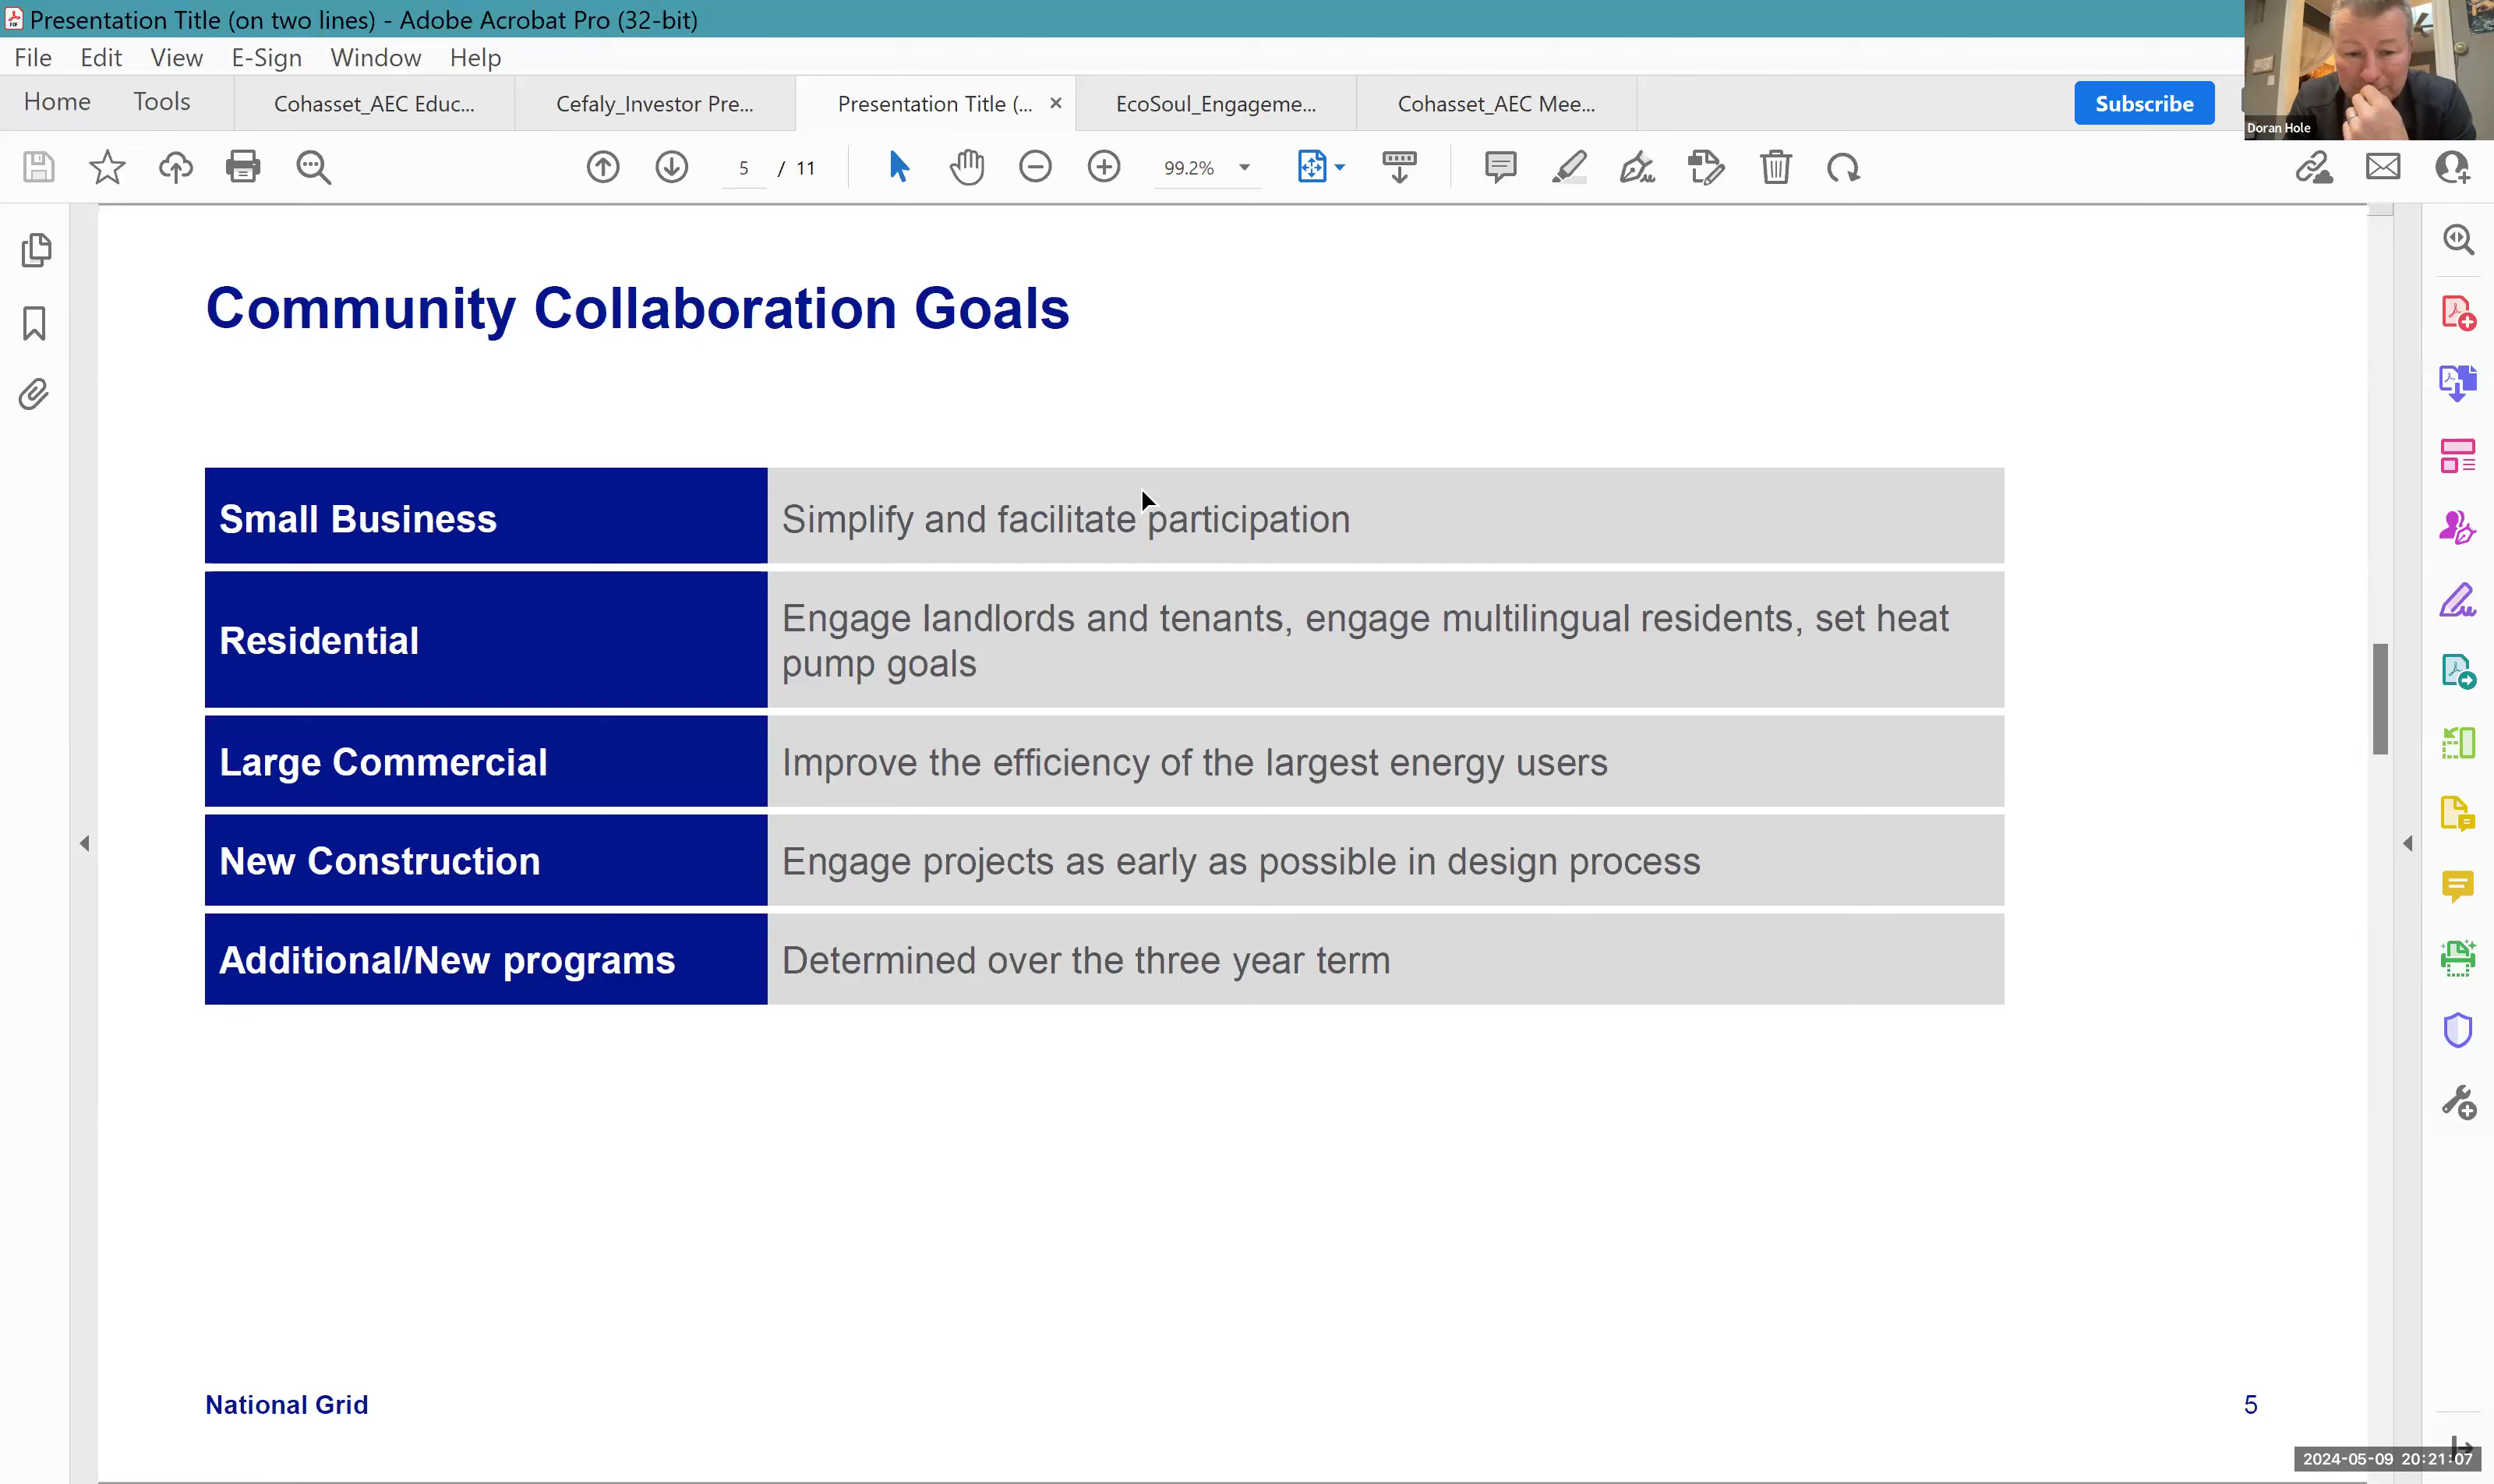 Presentation Title (on two lines) - Adobe Acrobat Pro (32-bit)
File Edit View E-Sign Window Help
Home Tools Cohasset_AEC Educ... Cefaly_Investor Pre... Presentation Title (... × EcoSoul_Engageme... Cohasset_AEC Mee... Subscribe
Doran Hole
5 / 11 99.2%
Community Collaboration Goals
Small Business Simplify and facilitate participation
Residential Engage landlords and tenants, engage multilingual residents, set heat
pump goals
Large Commercial Improve the efficiency of the largest energy users
New Construction Engage projects as early as possible in design process
Additional/New programs Determined over the three year term
National Grid 5
2024-05-09 20:21:07